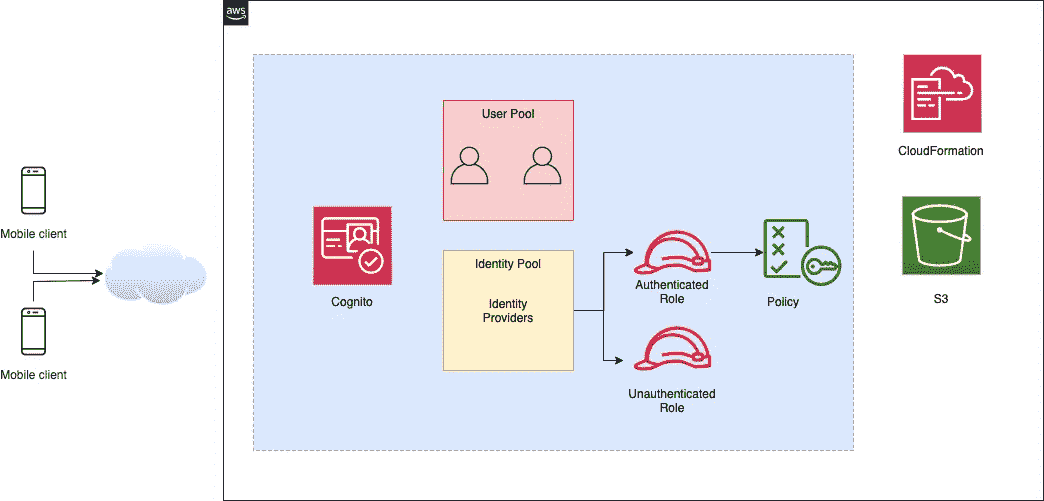 aws
User Pool
CloudFormation
Mobile client
Identity Pool
Identity
Providers
Cognito
Authenticated
Role
Policy
S3
Mobile client
Unauthenticated
Role